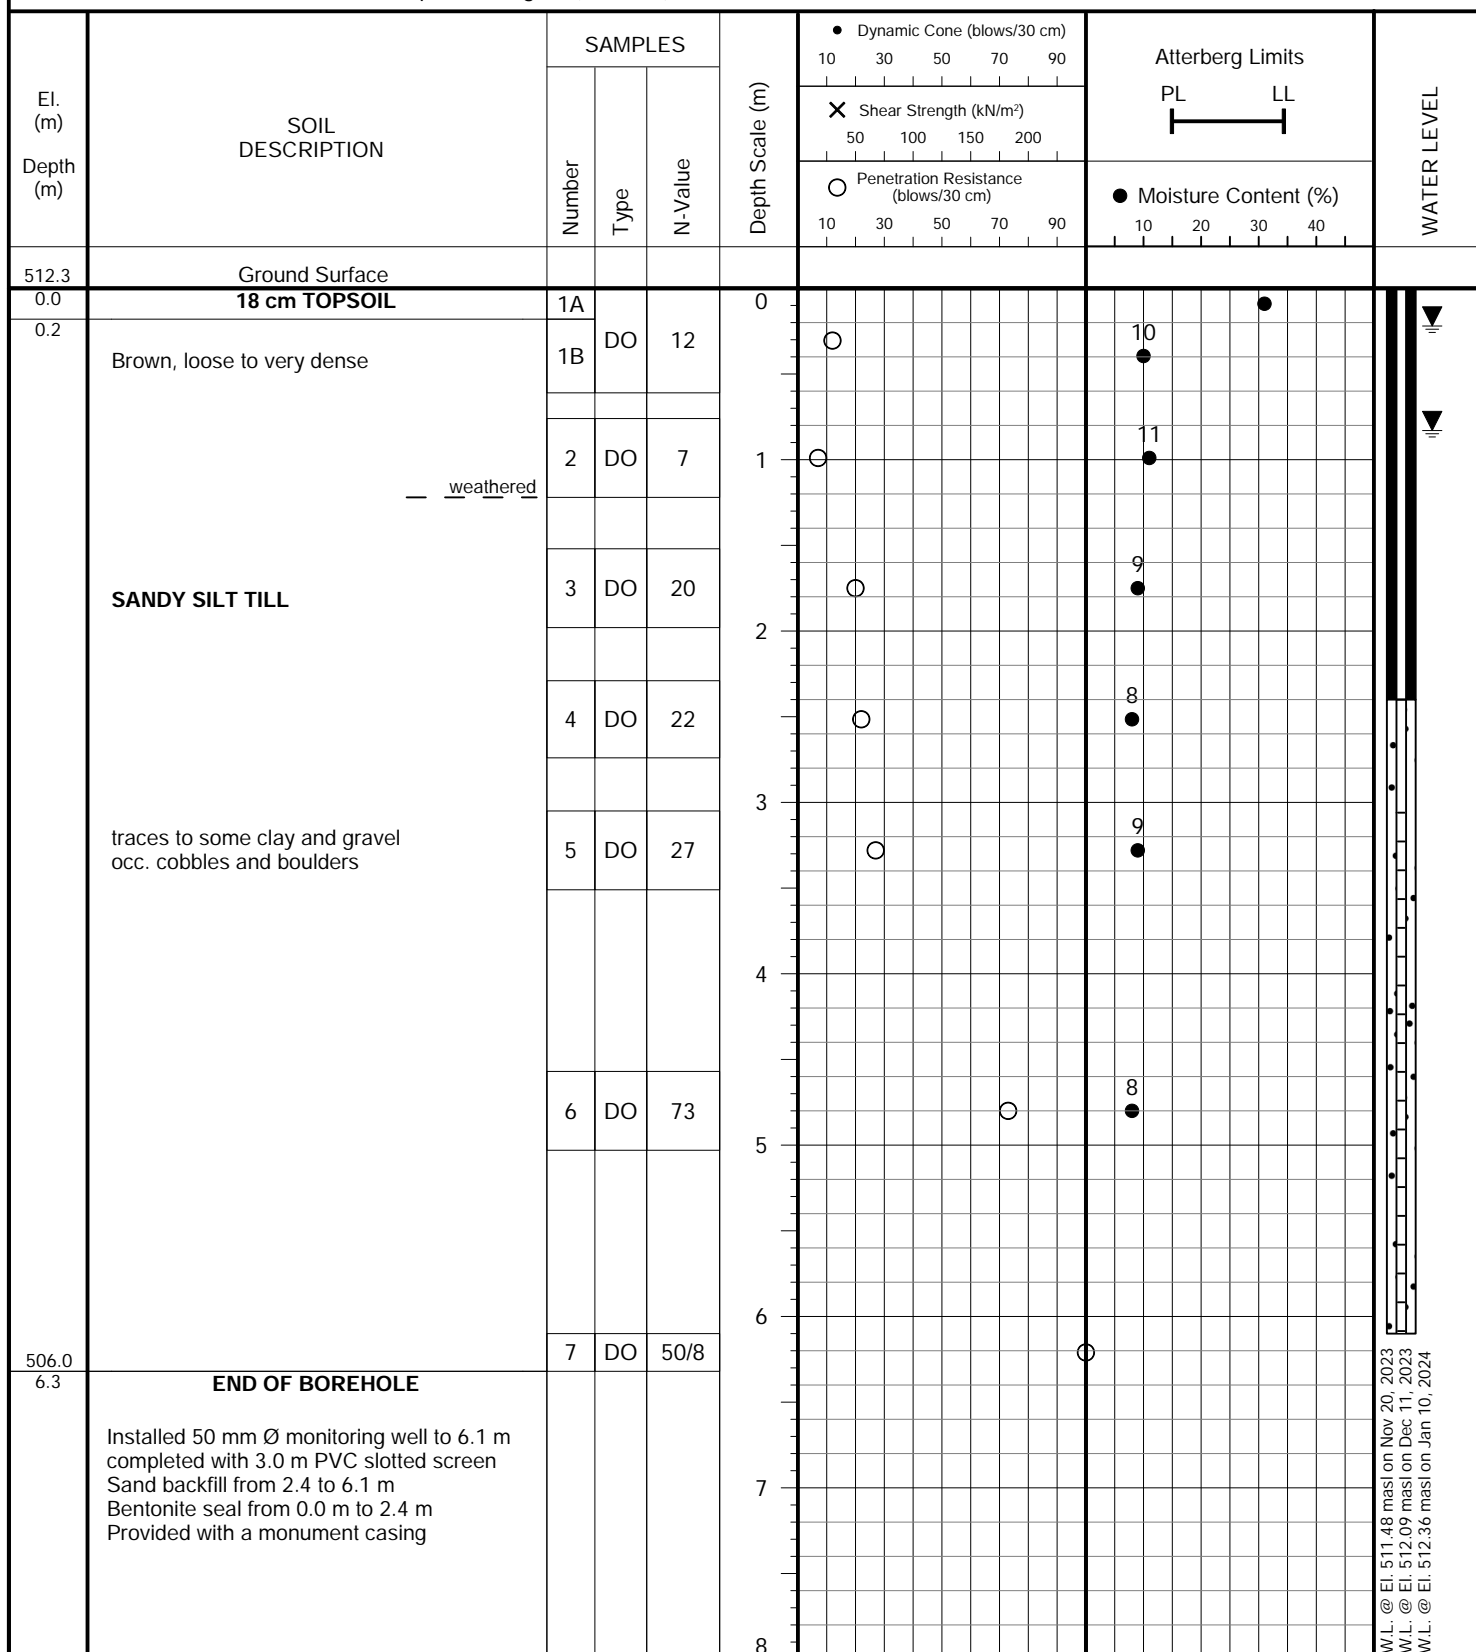 SAMPLES
El.
(m)
Depth
(m)
SOIL
DESCRIPTION
Number
Type
N-Value
Depth Scale (m)
Dynamic Cone (blows/30 cm)
10 30 50 70 90
Shear Strength (kN/m²)
50 100 150 200
Penetration Resistance
(blows/30 cm)
10 30 50 70 90
Atterberg Limits
PL LL
Moisture Content (%)
10 20 30 40
WATER LEVEL
512.3 Ground Surface
0.0 18 cm TOPSOIL 1A 0
0.2
Brown, loose to very dense 1B DO 12 10
2 DO 7 1 11
weathered
SANDY SILT TILL 3 DO 20 9
2
4 DO 22 8
3
traces to some clay and gravel
occ. cobbles and boulders
5 DO 27 9
4
6 DO 73 8
5
6
7 DO 50/8
506.0
6.3 END OF BOREHOLE
Installed 50 mm Ø monitoring well to 6.1 m
completed with 3.0 m PVC slotted screen
Sand backfill from 2.4 to 6.1 m
Bentonite seal from 0.0 m to 2.4 m
Provided with a monument casing
7
8
W.L. @ El. 511.48 masl on Nov 20, 2023
W.L. @ El. 512.09 masl on Dec 11, 2023
W.L. @ El. 512.36 masl on Jan 10, 2024